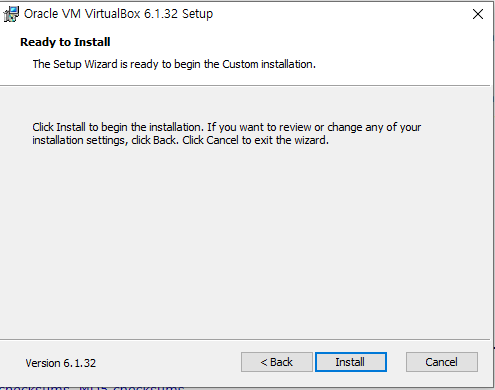 Oracle VM VirtualBox 6.1.32 Setup
Ready to Install
The Setup Wizard is ready to begin the Custom installation.
Click Install to begin the installation. If you want to review or change any of your
installation settings, click Back. Click Cancel to exit the wizard.
Version 6.1.32
< Back
Install
Cancel
checksums, MD5 checksums